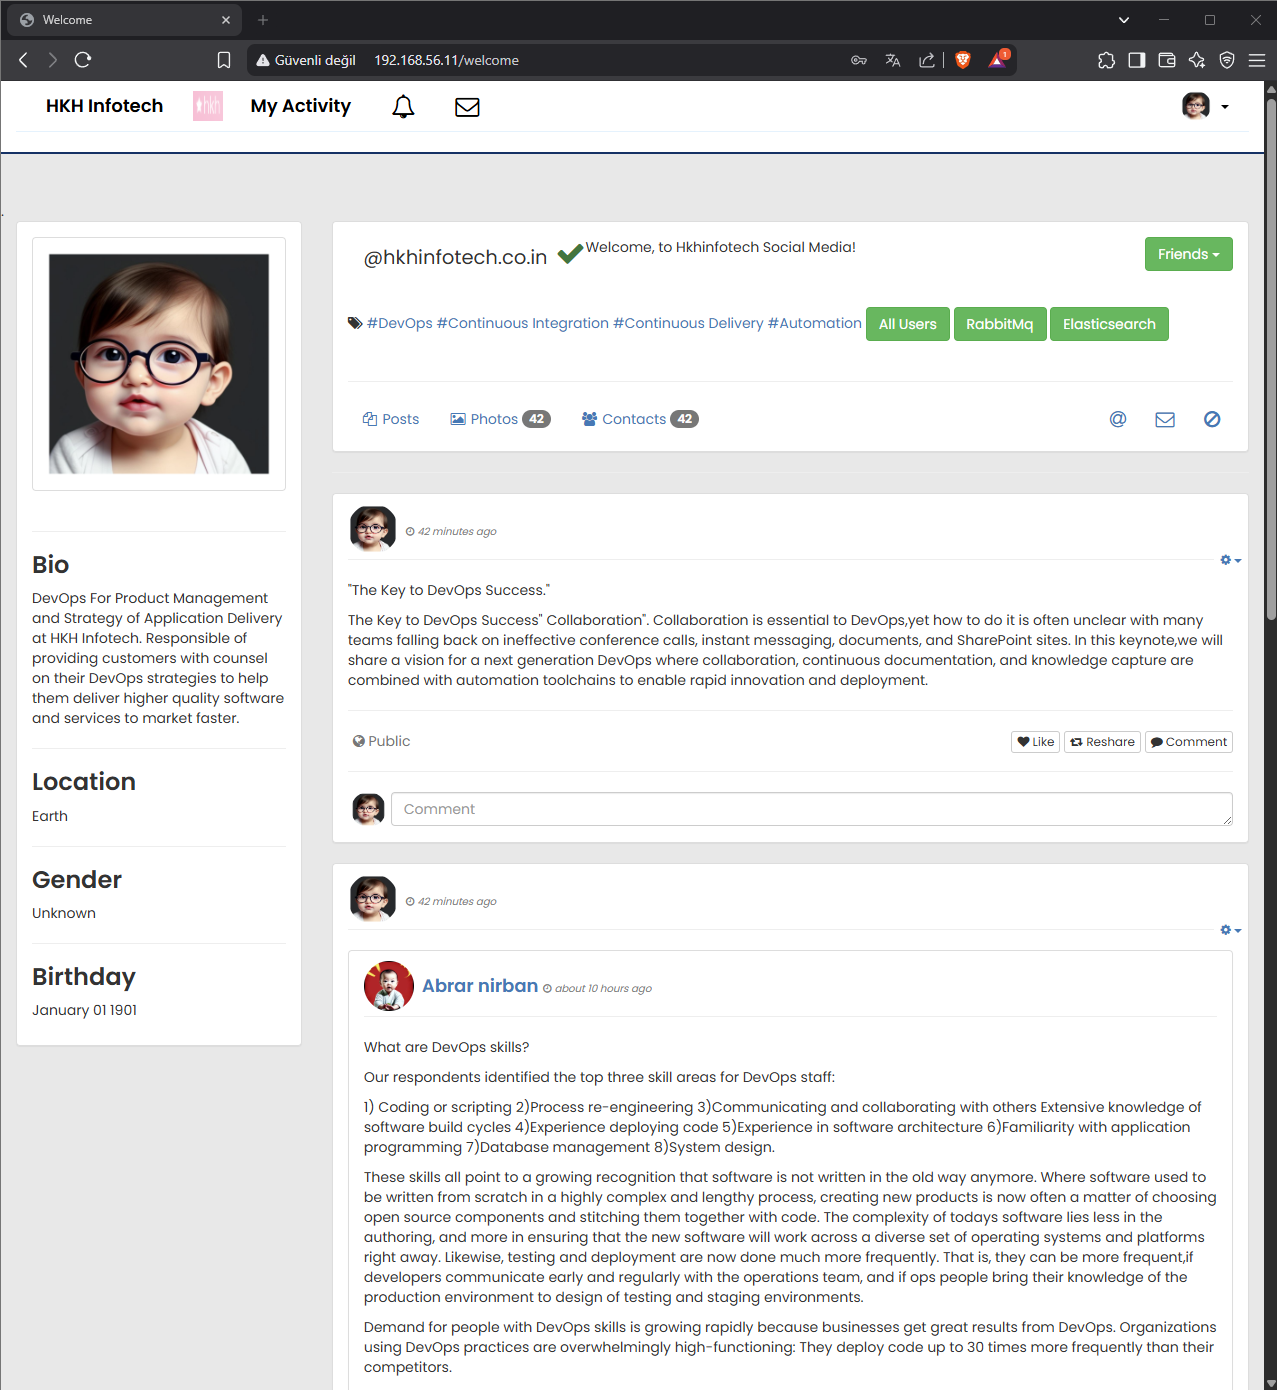 Welcome
Güvenli değil 192.168.56.11/welcome
1
HKH Infotech
hkh
My Activity
@hkhinfotech.co.in
Welcome, to Hkhinfotech Social Media!
Friends
#DevOps #Continuous Integration #Continuous Delivery #Automation
All Users
RabbitMq
Elasticsearch
Posts
Photos 42
Contacts 42
@
Bio
DevOps For Product Management
and Strategy of Application Delivery
at HKH Infotech. Responsible of
providing customers with counsel
on their DevOps strategies to help
them deliver higher quality software
and services to market faster.
Location
Earth
Gender
Unknown
Birthday
January 01 1901
42 minutes ago
"The Key to DevOps Success."
The Key to DevOps Success" Collaboration". Collaboration is essential to DevOps,yet how to do it is often unclear with many
teams falling back on ineffective conference calls, instant messaging, documents, and SharePoint sites. In this keynote,we will
share a vision for a next generation DevOps where collaboration, continuous documentation, and knowledge capture are
combined with automation toolchains to enable rapid innovation and deployment.
Public
Like
Reshare
Comment
Comment
42 minutes ago
Abrar nirban about 10 hours ago
What are DevOps skills?
Our respondents identified the top three skill areas for DevOps staff:
1) Coding or scripting 2)Process re-engineering 3)Communicating and collaborating with others Extensive knowledge of
software build cycles 4)Experience deploying code 5)Experience in software architecture 6)Familiarity with application
programming 7)Database management 8)System design.
These skills all point to a growing recognition that software is not written in the old way anymore. Where software used to
be written from scratch in a highly complex and lengthy process, creating new products is now often a matter of choosing
open source components and stitching them together with code. The complexity of todays software lies less in the
authoring, and more in ensuring that the new software will work across a diverse set of operating systems and platforms
right away. Likewise, testing and deployment are now done much more frequently. That is, they can be more frequent,if
developers communicate early and regularly with the operations team, and if ops people bring their knowledge of the
production environment to design of testing and staging environments.
Demand for people with DevOps skills is growing rapidly because businesses get great results from DevOps. Organizations
using DevOps practices are overwhelmingly high-functioning: They deploy code up to 30 times more frequently than their
competitors.